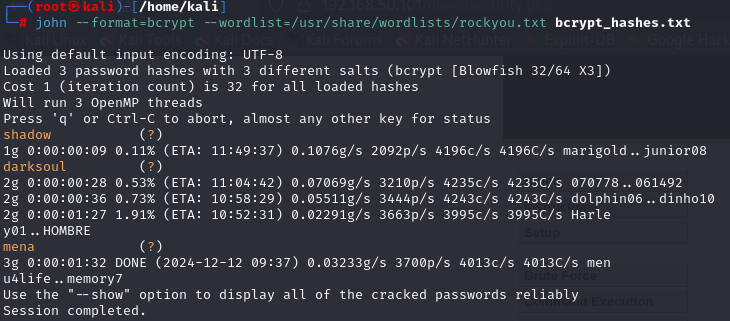 (root㉿kali)-[/home/kali]
# john --format=bcrypt --wordlist=/usr/share/wordlists/rockyou.txt bcrypt_hashes.txt
Using default input encoding: UTF-8
Loaded 3 password hashes with 3 different salts (bcrypt [Blowfish 32/64 X3])
Cost 1 (iteration count) is 32 for all loaded hashes
Will run 3 OpenMP threads
Press 'q' or Ctrl-C to abort, almost any other key for status
shadow (?)
1g 0:00:00:09 0.11% (ETA: 11:49:37) 0.1076g/s 2092p/s 4196c/s 4196C/s marigold..junior08
darksoul (?)
2g 0:00:00:28 0.53% (ETA: 11:04:42) 0.07069g/s 3210p/s 4235c/s 4235C/s 070778..061492
2g 0:00:00:36 0.73% (ETA: 10:58:29) 0.05511g/s 3444p/s 4243c/s 4243C/s dolphin06..dinho10
2g 0:00:01:27 1.91% (ETA: 10:52:31) 0.02291g/s 3663p/s 3995c/s 3995C/s Harle
y01..HOMBRE
mena (?)
3g 0:00:01:32 DONE (2024-12-12 09:37) 0.03233g/s 3700p/s 4013c/s 4013C/s men
u4life..memory7
Use the "--show" option to display all of the cracked passwords reliably
Session completed.
Setup
Brute Force
Command Execution